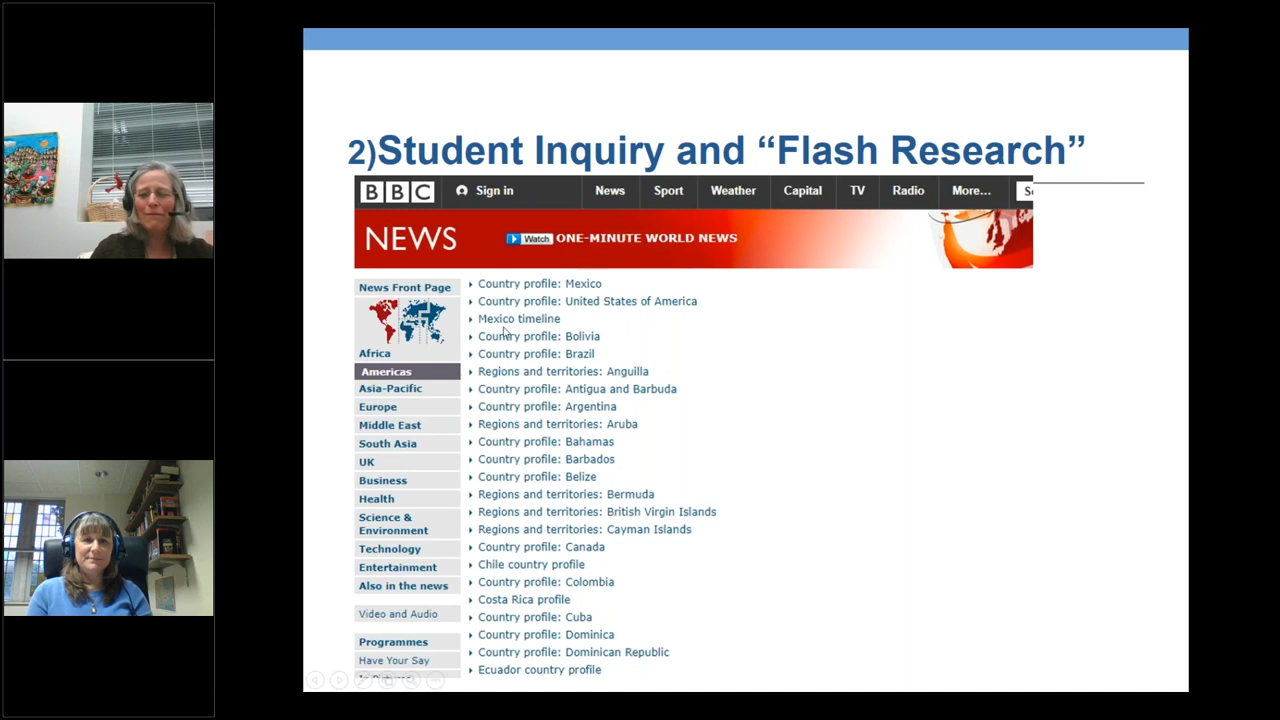 2)Student Inquiry and “Flash Research”
BBC Sign in News Sport Weather Capital TV Radio More...
NEWS Watch ONE-MINUTE WORLD NEWS
News Front Page
Africa
Americas
Asia-Pacific
Europe
Middle East
South Asia
UK
Business
Health
Science &
Environment
Technology
Entertainment
Also in the news
Video and Audio
Programmes
Have Your Say
Country profile: Mexico
Country profile: United States of America
Mexico timeline
Country profile: Bolivia
Country profile: Brazil
Regions and territories: Anguilla
Country profile: Antigua and Barbuda
Country profile: Argentina
Regions and territories: Aruba
Country profile: Bahamas
Country profile: Barbados
Country profile: Belize
Regions and territories: Bermuda
Regions and territories: British Virgin Islands
Regions and territories: Cayman Islands
Country profile: Canada
Chile country profile
Country profile: Colombia
Costa Rica profile
Country profile: Cuba
Country profile: Dominica
Country profile: Dominican Republic
Ecuador country profile